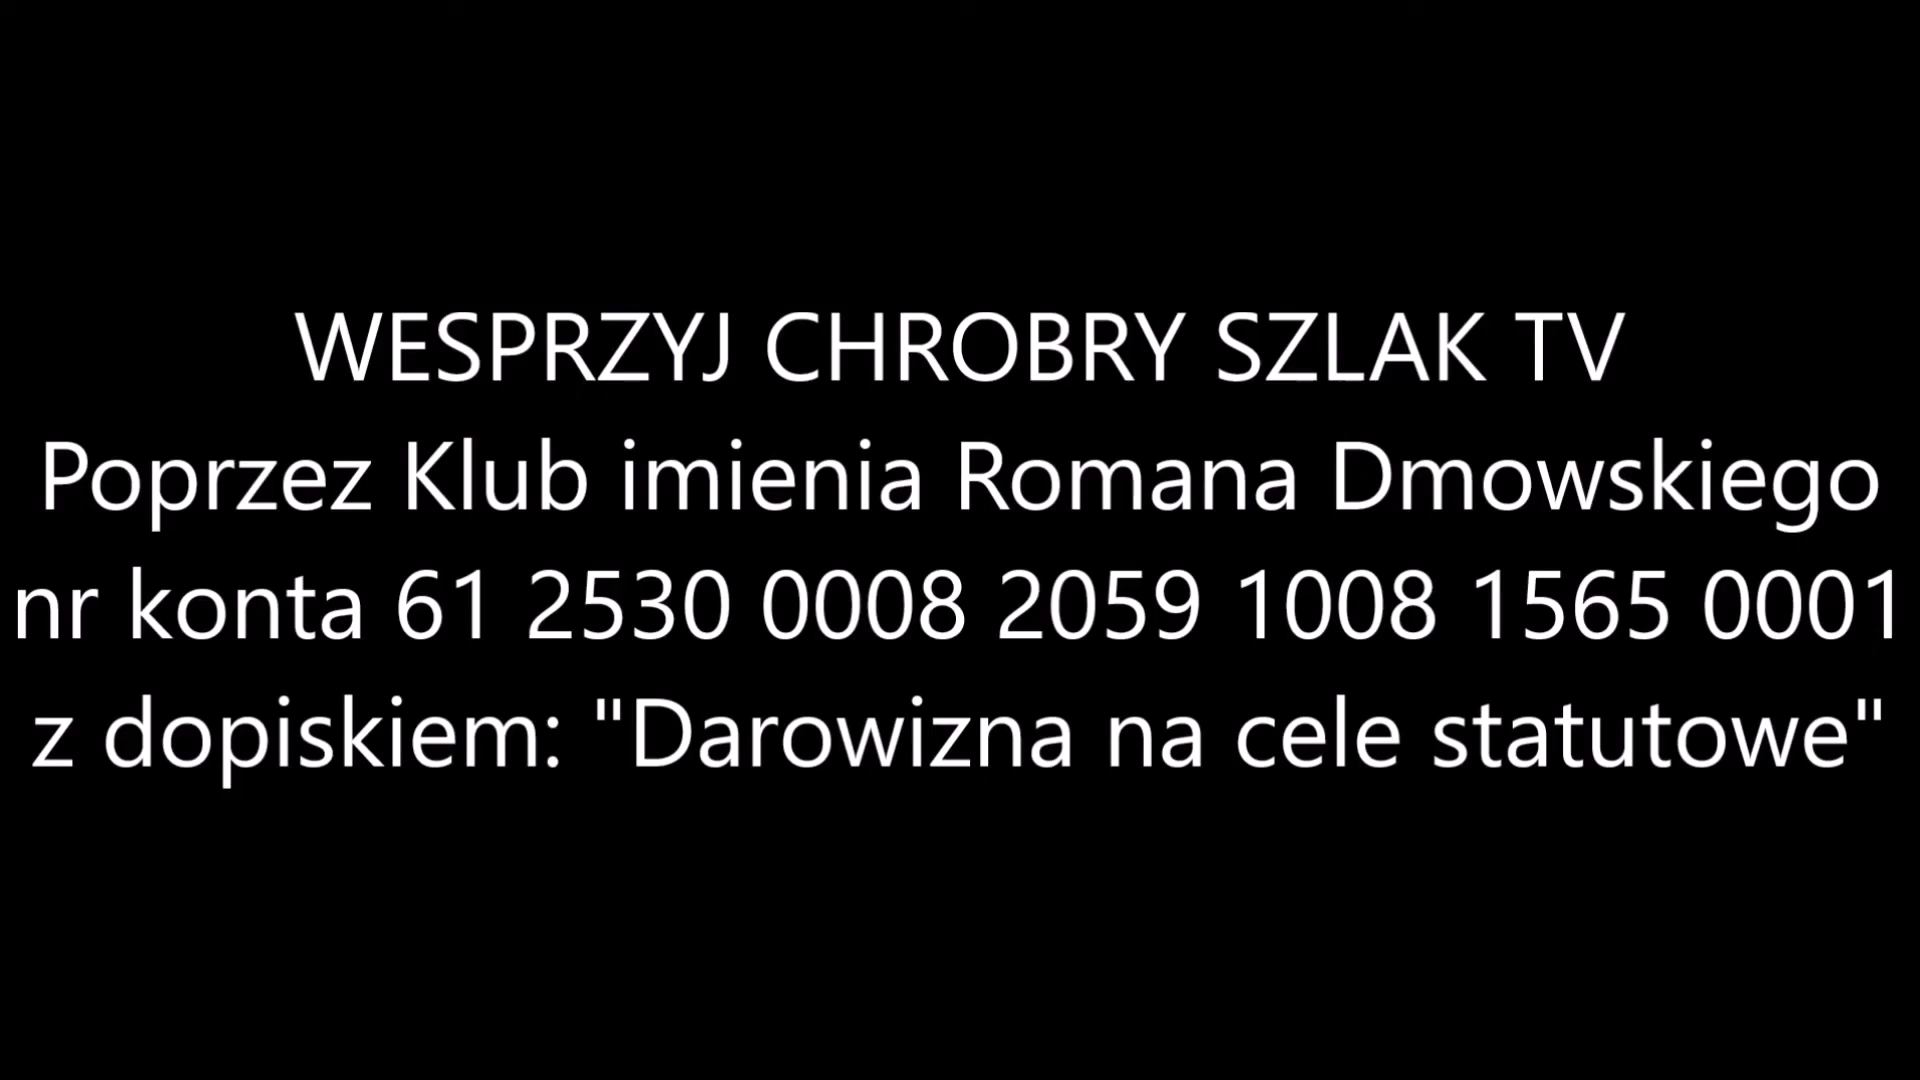 WESPRZYJ CHROBRY SZLAK TV
Poprzez Klub imienia Romana Dmowskiego
nr konta 61 2530 0008 2059 1008 1565 0001
z dopiskiem: "Darowizna na cele statutowe"